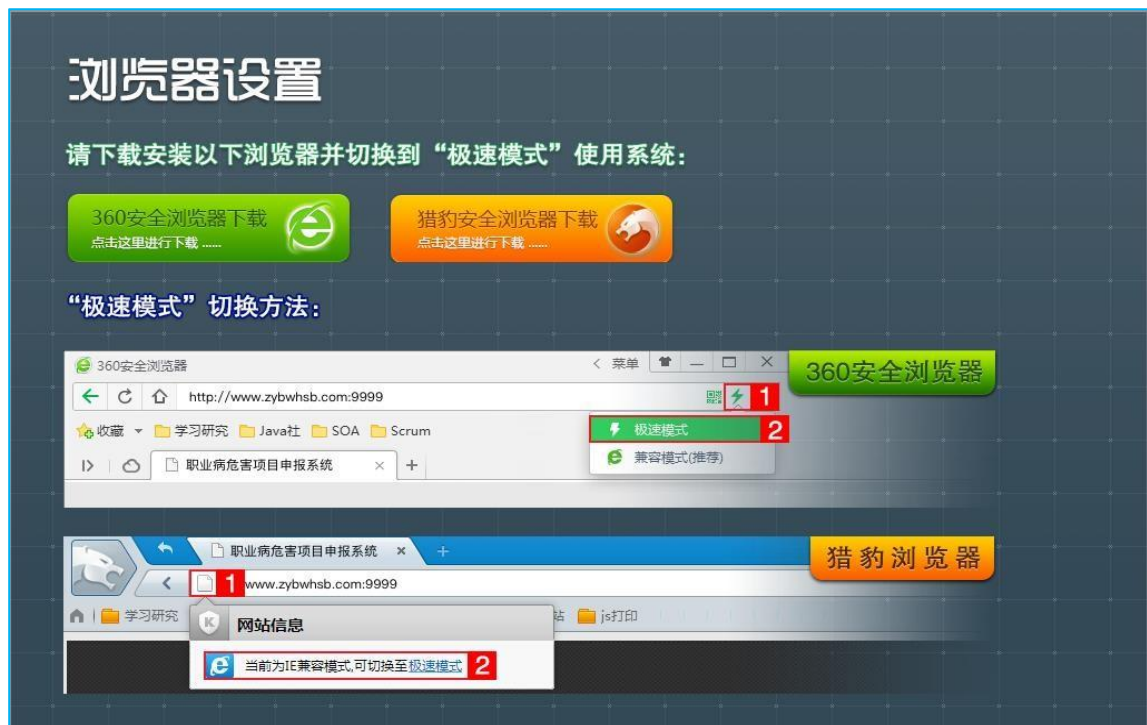 浏览器设置
请下载安装以下浏览器并切换到“极速模式”使用系统：
360安全浏览器下载
点击这里进行下载 ......
猎豹安全浏览器下载
点击这里进行下载 ......
“极速模式”切换方法：
360安全浏览器
菜单
360安全浏览器
http://www.zybwhsb.com:9999
1
收藏 学习研究 Java社 SOA Scrum
极速模式
2
兼容模式(推荐)
职业病危害项目申报系统
职业病危害项目申报系统
猎豹浏览器
1
www.zybwhsb.com:9999
学习研究
站 js打印
网站信息
当前为IE兼容模式,可切换至极速模式
2